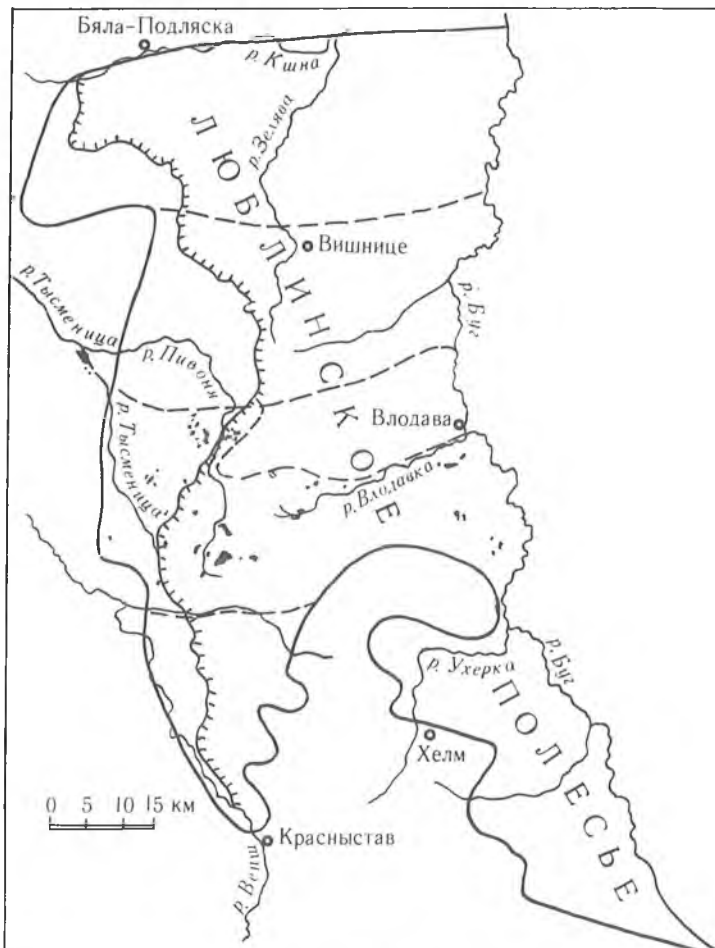 Бяла-Подляска
р. Кшна
р. Зелява
ЛЮБЛИНСКОЕ
Вишнице
р. Тысменица
р. Буг
р. Пивоня
р. Тысменица
Влодава
р. Влодавка
р. Ухерка
р. Буг
ПОЛЕСЬЕ
Хелм
0 5 10 15 км
Красныстав
р. Вепш